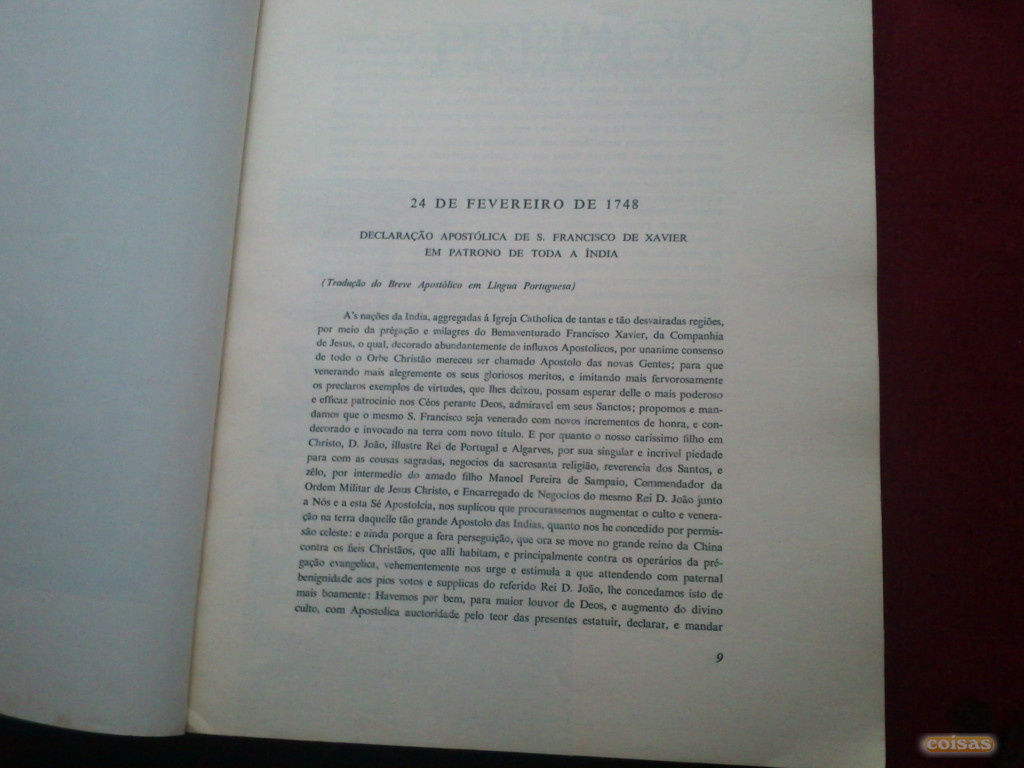 24 DE FEVEREIRO DE 1748
DECLARAÇÃO APOSTÓLICA DE S. FRANCISCO DE XAVIER
EM PATRONO DE TODA A ÍNDIA
(Tradução do Breve Apostólico em Língua Portuguesa)
A's nações da India, aggregadas á Igreja Catholica de tantas e tão desvairadas regiões,
por meio da prégação e milagres do Bemaventurado Francisco Xavier, da Companhia
de Jesus, o qual, decorado abundantemente de influxos Apostolicos, por unanime consenso
de todo o Orbe Christão mereceu ser chamado Apostolo das novas Gentes; para que
venerando mais alegremente os seus gloriosos meritos, e imitando mais fervorosamente
os preclaros exemplos de virtudes, que lhes deixou, possam esperar delle o mais poderoso
e efficaz patrocinio nos Céos perante Deos, admiravel em seus Sanctos; propomos e man-
damos que o mesmo S. Francisco seja venerado com novos incrementos de honra, e con-
decorado e invocado na terra com novo titulo. E por quanto o nosso carissimo filho em
Christo, D. João, illustre Rei de Portugal e Algarves, por sua singular e incrivel piedade
para com as cousas sagradas, negocios da sacrosanta religião, reverencia dos Santos, e
zêlo, por intermedio do amado filho Manoel Pereira de Sampaio, Commendador da
Ordem Militar de Jesus Christo, e Encarregado de Negocios do mesmo Rei D. João junto
a Nós e a esta Sé Apostolcia, nos suplicou que procurassemos augmentar o culto e venera-
ção na terra daquelle tão grande Apostolo das Indias, quanto nos he concedido por permis-
são celeste: e ainda porque a fera perseguição, que ora se move no grande reino da China
contra os fieis Christãos, que alli habitam, e principalmente contra os operários da pré-
gação evangelica, vehementemente nos urge e estimula a que attendendo com paternal
benignidade aos pios votos e supplicas do referido Rei D. João, lhe concedamos isto de
mais boamente: Havemos por bem, para maior louvor de Deos, e augmento do divino
culto, com Apostolica auctoridade pelo teor das presentes estatuir, declarar, e mandar
9
coisas